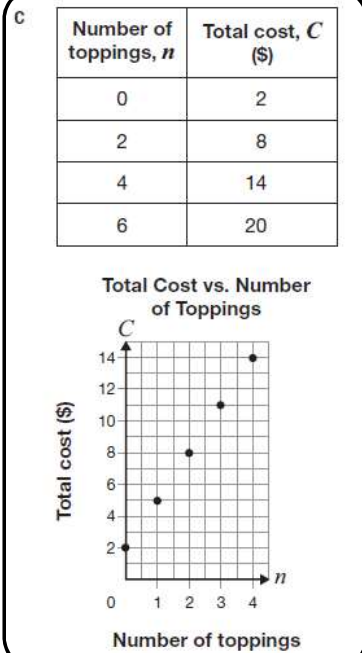 C
Number of toppings, n | Total cost, C ($)
0 | 2
2 | 8
4 | 14
6 | 20
Total Cost vs. Number
of Toppings
C
14
12
10
8
6
4
2
Total cost ($)
n
0 1 2 3 4
Number of toppings